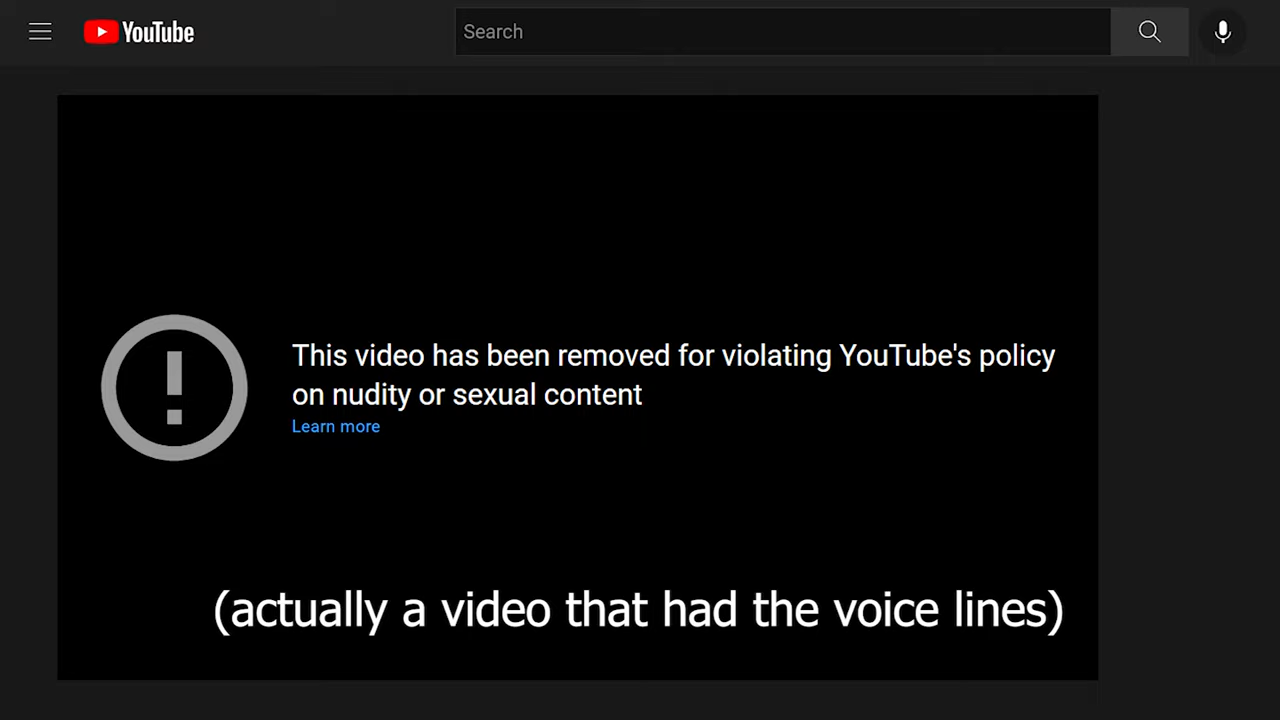 YouTube
Search
This video has been removed for violating YouTube's policy
on nudity or sexual content
Learn more
(actually a video that had the voice lines)